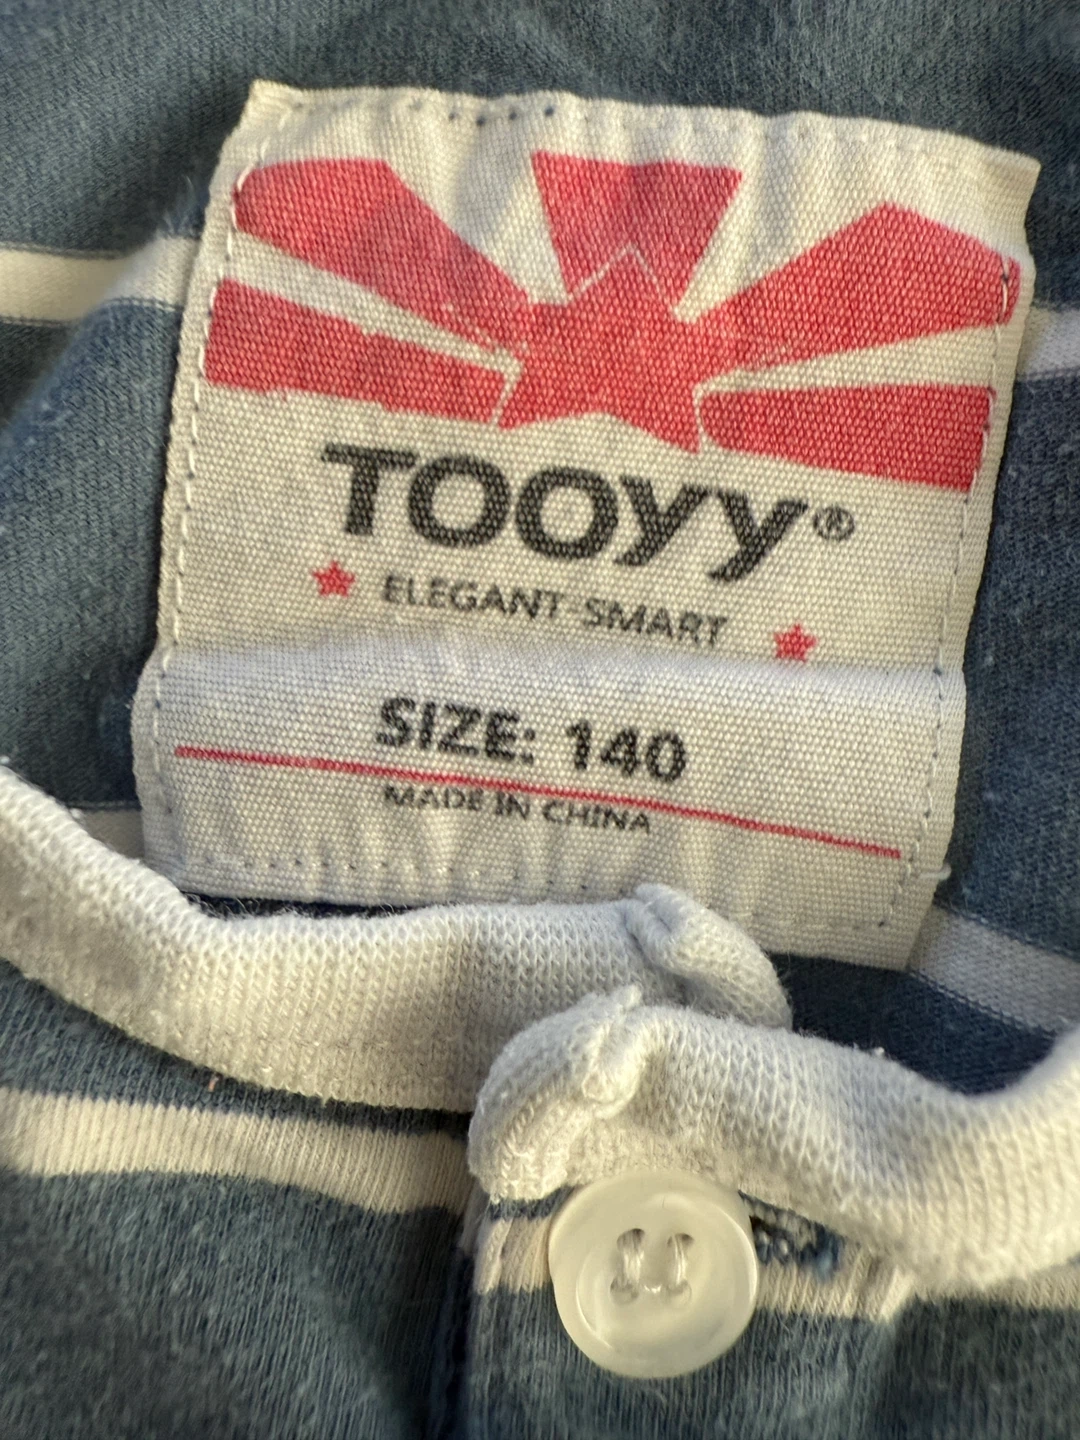 TOOYY®
ELEGANT-SMART
SIZE: 140
MADE IN CHINA